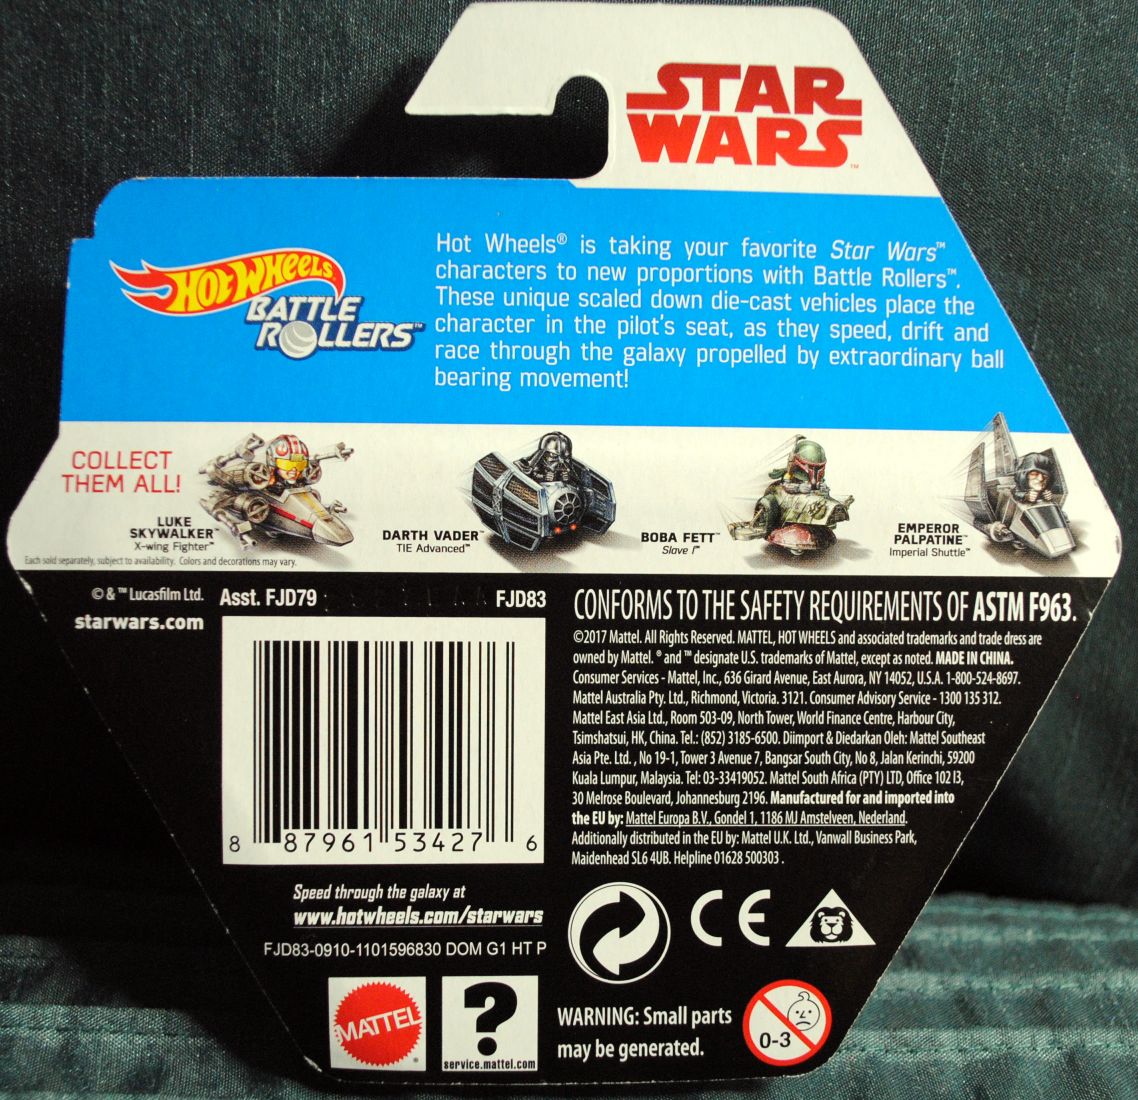 STAR
WARS™
HOT WHEELS
BATTLE
ROLLERS™
Hot Wheels® is taking your favorite Star Wars™
characters to new proportions with Battle Rollers™.
These unique scaled down die-cast vehicles place the
character in the pilot's seat, as they speed, drift and
race through the galaxy propelled by extraordinary ball
bearing movement!
COLLECT
THEM ALL!
LUKE
SKYWALKER™
X-wing Fighter™
DARTH VADER™
TIE Advanced™
BOBA FETT™
Slave I™
EMPEROR
PALPATINE™
Imperial Shuttle™
Each sold separately, subject to availability. Colors and decorations may vary.
© & ™ Lucasfilm Ltd.
starwars.com
Asst. FJD79 FJD83
8 87961 53427 6
Speed through the galaxy at
www.hotwheels.com/starwars
FJD83-0910-1101596830 DOM G1 HT P
MATTEL®
?
service.mattel.com
CONFORMS TO THE SAFETY REQUIREMENTS OF ASTM F963.
©2017 Mattel. All Rights Reserved. MATTEL, HOT WHEELS and associated trademarks and trade dress are
owned by Mattel. ® and ™ designate U.S. trademarks of Mattel, except as noted. MADE IN CHINA.
Consumer Services - Mattel, Inc., 636 Girard Avenue, East Aurora, NY 14052, U.S.A. 1-800-524-8697.
Mattel Australia Pty. Ltd., Richmond, Victoria. 3121. Consumer Advisory Service - 1300 135 312.
Mattel East Asia Ltd., Room 503-09, North Tower, World Finance Centre, Harbour City,
Tsimshatsui, HK, China. Tel.: (852) 3185-6500. Diimport & Diedarkan Oleh: Mattel Southeast
Asia Pte. Ltd. , No 19-1, Tower 3 Avenue 7, Bangsar South City, No 8, Jalan Kerinchi, 59200
Kuala Lumpur, Malaysia. Tel: 03-33419052. Mattel South Africa (PTY) LTD, Office 102 I3,
30 Melrose Boulevard, Johannesburg 2196. Manufactured for and imported into
the EU by: Mattel Europa B.V., Gondel 1, 1186 MJ Amstelveen, Nederland.
Additionally distributed in the EU by: Mattel U.K. Ltd., Vanwall Business Park,
Maidenhead SL6 4UB. Helpline 01628 500303 .
CE
WARNING: Small parts
may be generated.
0-3